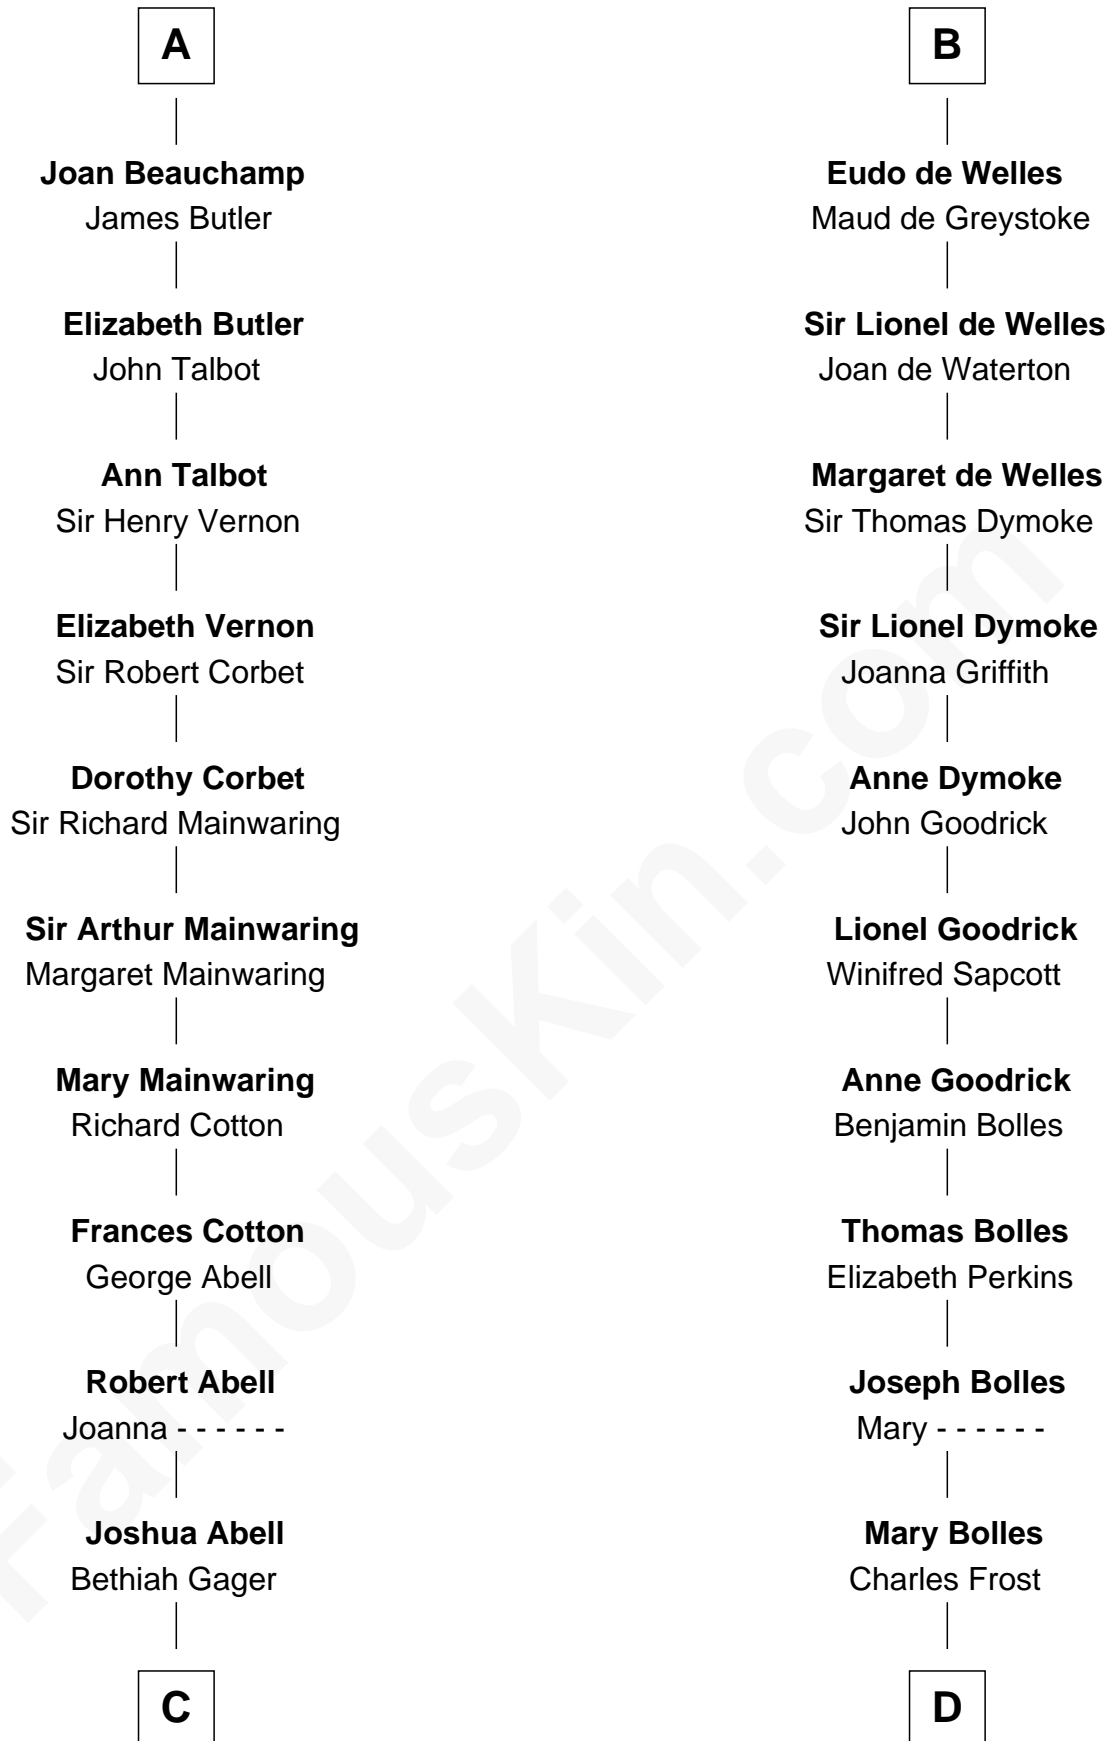 A
Joan Beauchamp
James Butler
Elizabeth Butler
John Talbot
Ann Talbot
Sir Henry Vernon
Elizabeth Vernon
Sir Robert Corbet
Dorothy Corbet
Sir Richard Mainwaring
Sir Arthur Mainwaring
Margaret Mainwaring
Mary Mainwaring
Richard Cotton
Frances Cotton
George Abell
Robert Abell
Joanna - - - - - -
Joshua Abell
Bethiah Gager
C
B
Eudo de Welles
Maud de Greystoke
Sir Lionel de Welles
Joan de Waterton
Margaret de Welles
Sir Thomas Dymoke
Sir Lionel Dymoke
Joanna Griffith
Anne Dymoke
John Goodrick
Lionel Goodrick
Winifred Sapcott
Anne Goodrick
Benjamin Bolles
Thomas Bolles
Elizabeth Perkins
Joseph Bolles
Mary - - - - - -
Mary Bolles
Charles Frost
D
FamousKin.com